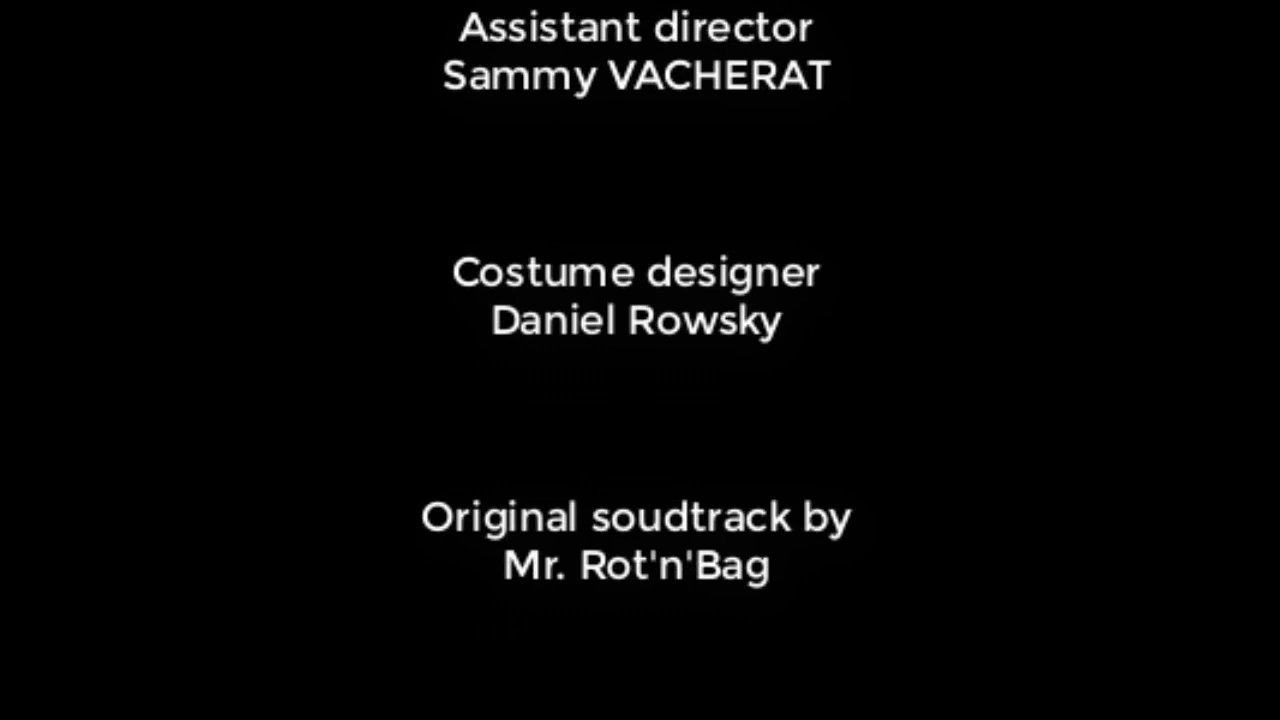 Assistant director
Sammy VACHERAT
Costume designer
Daniel Rowsky
Original soudtrack by
Mr. Rot'n'Bag